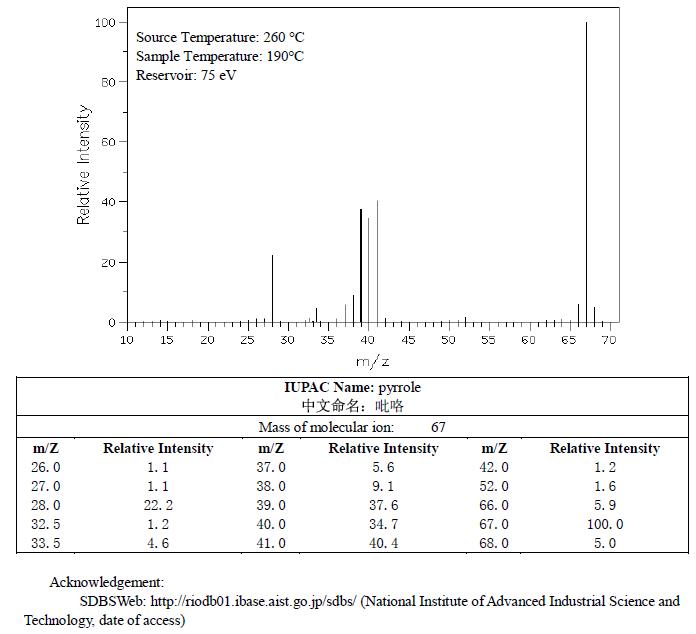 100
80
60
40
20
0
Relative Intensity
Source Temperature: 260 °C
Sample Temperature: 190°C
Reservoir: 75 eV
10 15 20 25 30 35 40 45 50 55 60 65 70
m/z
IUPAC Name: pyrrole
中文命名：吡咯
Mass of molecular ion: 67
m/Z Relative Intensity m/Z Relative Intensity m/Z Relative Intensity
26.0 1.1 37.0 5.6 42.0 1.2
27.0 1.1 38.0 9.1 52.0 1.6
28.0 22.2 39.0 37.6 66.0 5.9
32.5 1.2 40.0 34.7 67.0 100.0
33.5 4.6 41.0 40.4 68.0 5.0
Acknowledgement:
SDBSWeb: http://riodb01.ibase.aist.go.jp/sdbs/ (National Institute of Advanced Industrial Science and
Technology, date of access)